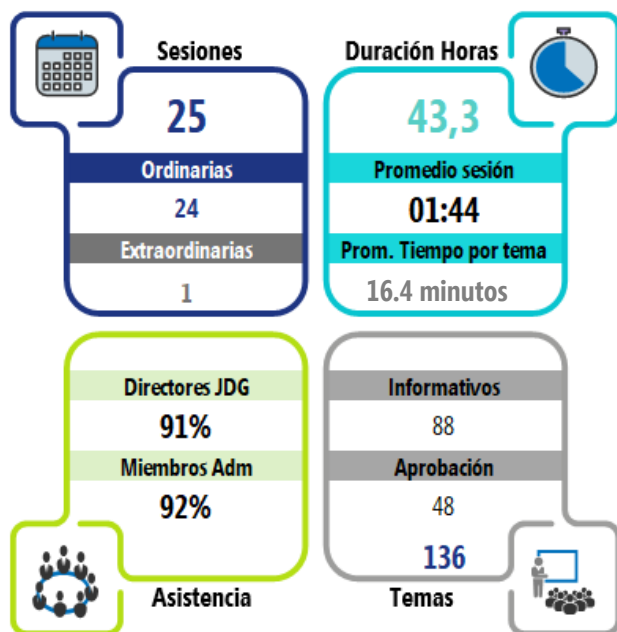 Sesiones
25
Ordinarias
24
Extraordinarias
1
Duración Horas
43,3
Promedio sesión
01:44
Prom. Tiempo por tema
16.4 minutos
Directores JDG
91%
Miembros Adm
92%
Asistencia
Informativos
88
Aprobación
48
136
Temas